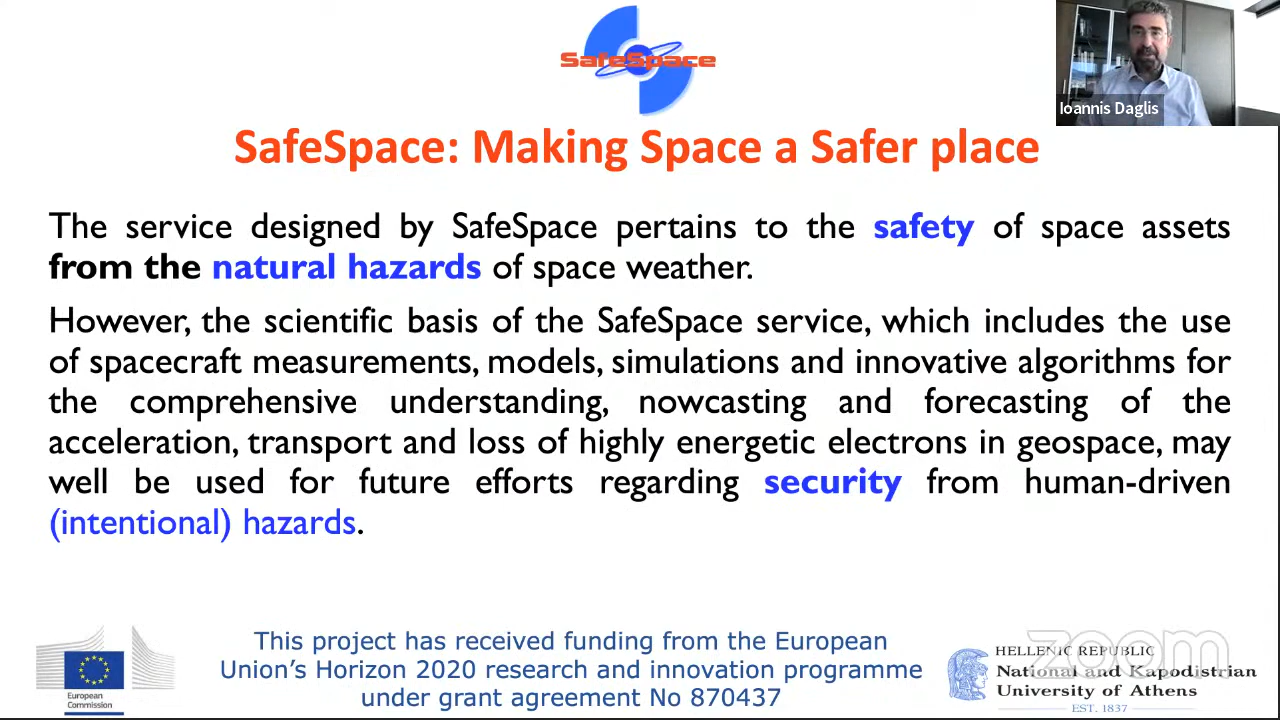 SafeSpace
Ioannis Daglis
SafeSpace: Making Space a Safer place
The service designed by SafeSpace pertains to the safety of space assets
from the natural hazards of space weather.
However, the scientific basis of the SafeSpace service, which includes the use
of spacecraft measurements, models, simulations and innovative algorithms for
the comprehensive understanding, nowcasting and forecasting of the
acceleration, transport and loss of highly energetic electrons in geospace, may
well be used for future efforts regarding security from human-driven
(intentional) hazards.
European
Commission
This project has received funding from the European
Union's Horizon 2020 research and innovation programme
under grant agreement No 870437
zoom
HELLENIC REPUBLIC
National and Kapodistrian
University of Athens
EST. 1837